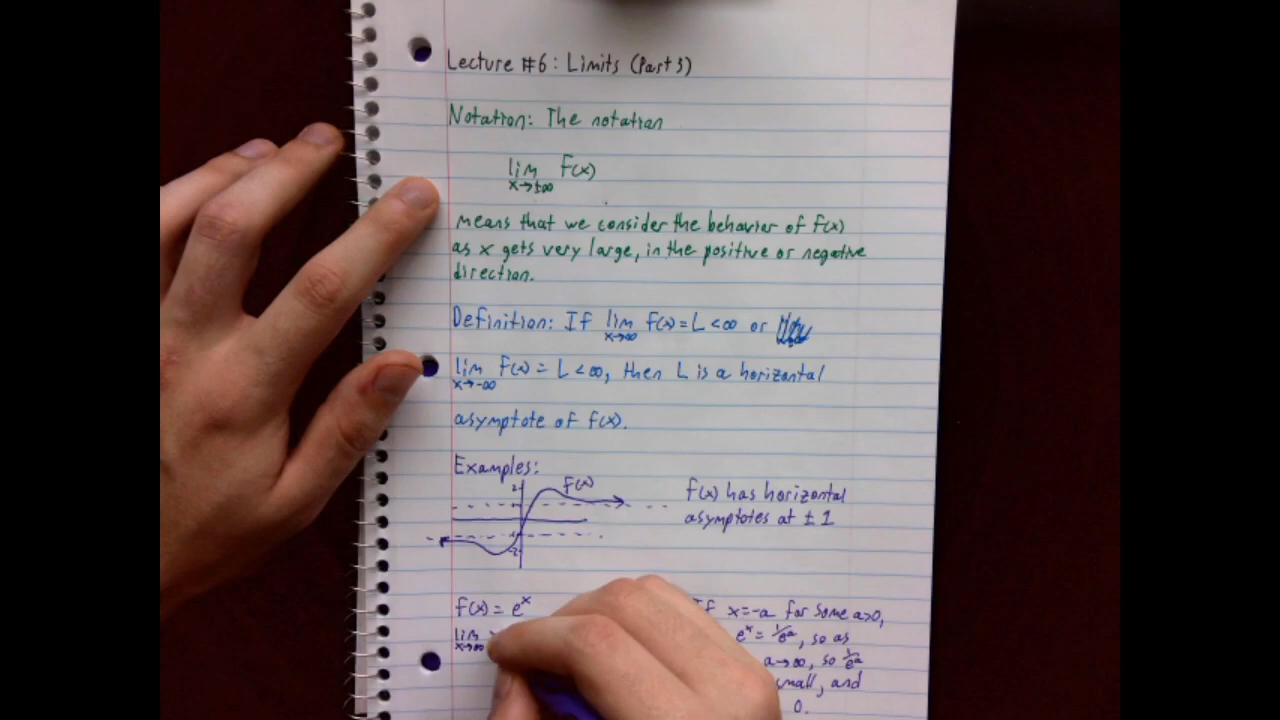 Lecture #6: Limits (Part 3)
Notation: The notation
lim f(x)
x→±∞
means that we consider the behavior of f(x)
as x gets very large, in the positive or negative
direction.
Definition: If lim f(x) = L < ∞ or
x→∞
lim f(x) = L < ∞, then L is a horizontal
x→-∞
asymptote of f(x).
Examples:
f(x)
f(x) has horizontal
asymptotes at ± 1
f(x) = e^x
lim
x→∞
If x=-a for some a>0,
e^x = 1/e^a, so as
a→∞, so 1/e^a
small, and
0.